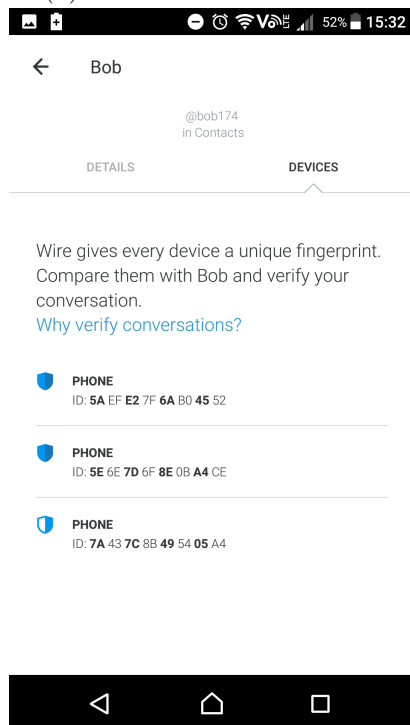 VoLTE 52% 15:32
Bob
@bob174
in Contacts
DETAILS DEVICES
Wire gives every device a unique fingerprint.
Compare them with Bob and verify your
conversation.
Why verify conversations?
PHONE
ID: 5A EF E2 7F 6A B0 45 52
PHONE
ID: 5E 6E 7D 6F 8E 0B A4 CE
PHONE
ID: 7A 43 7C 8B 49 54 05 A4